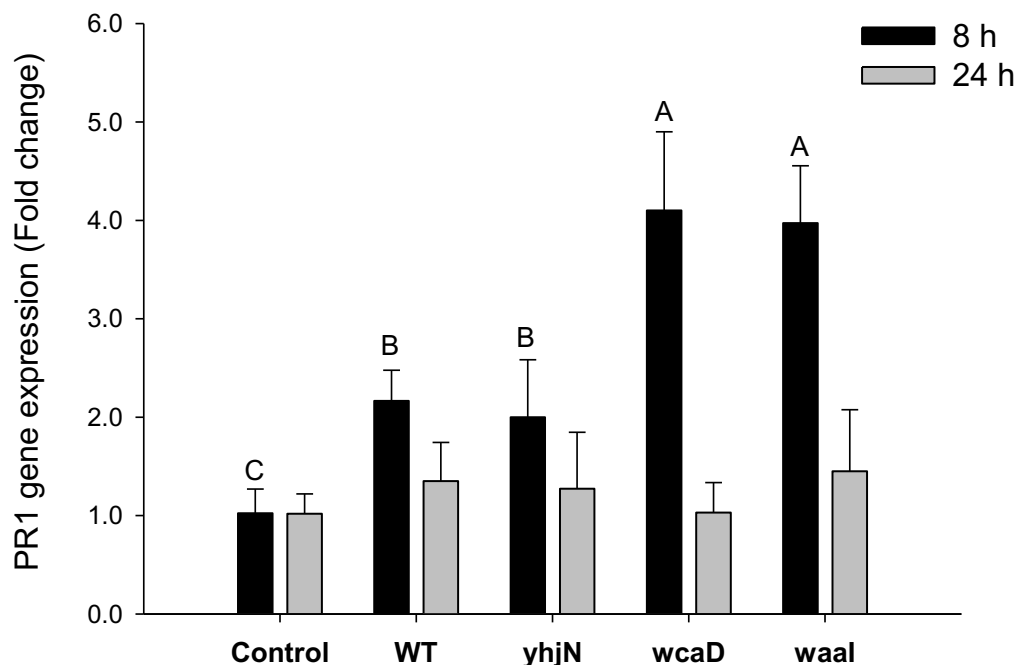 PR1 gene expression (Fold change)
6.0
5.0
4.0
3.0
2.0
1.0
0.0
8 h
24 h
C
B
B
A
A
Control WT yhjN wcaD waal